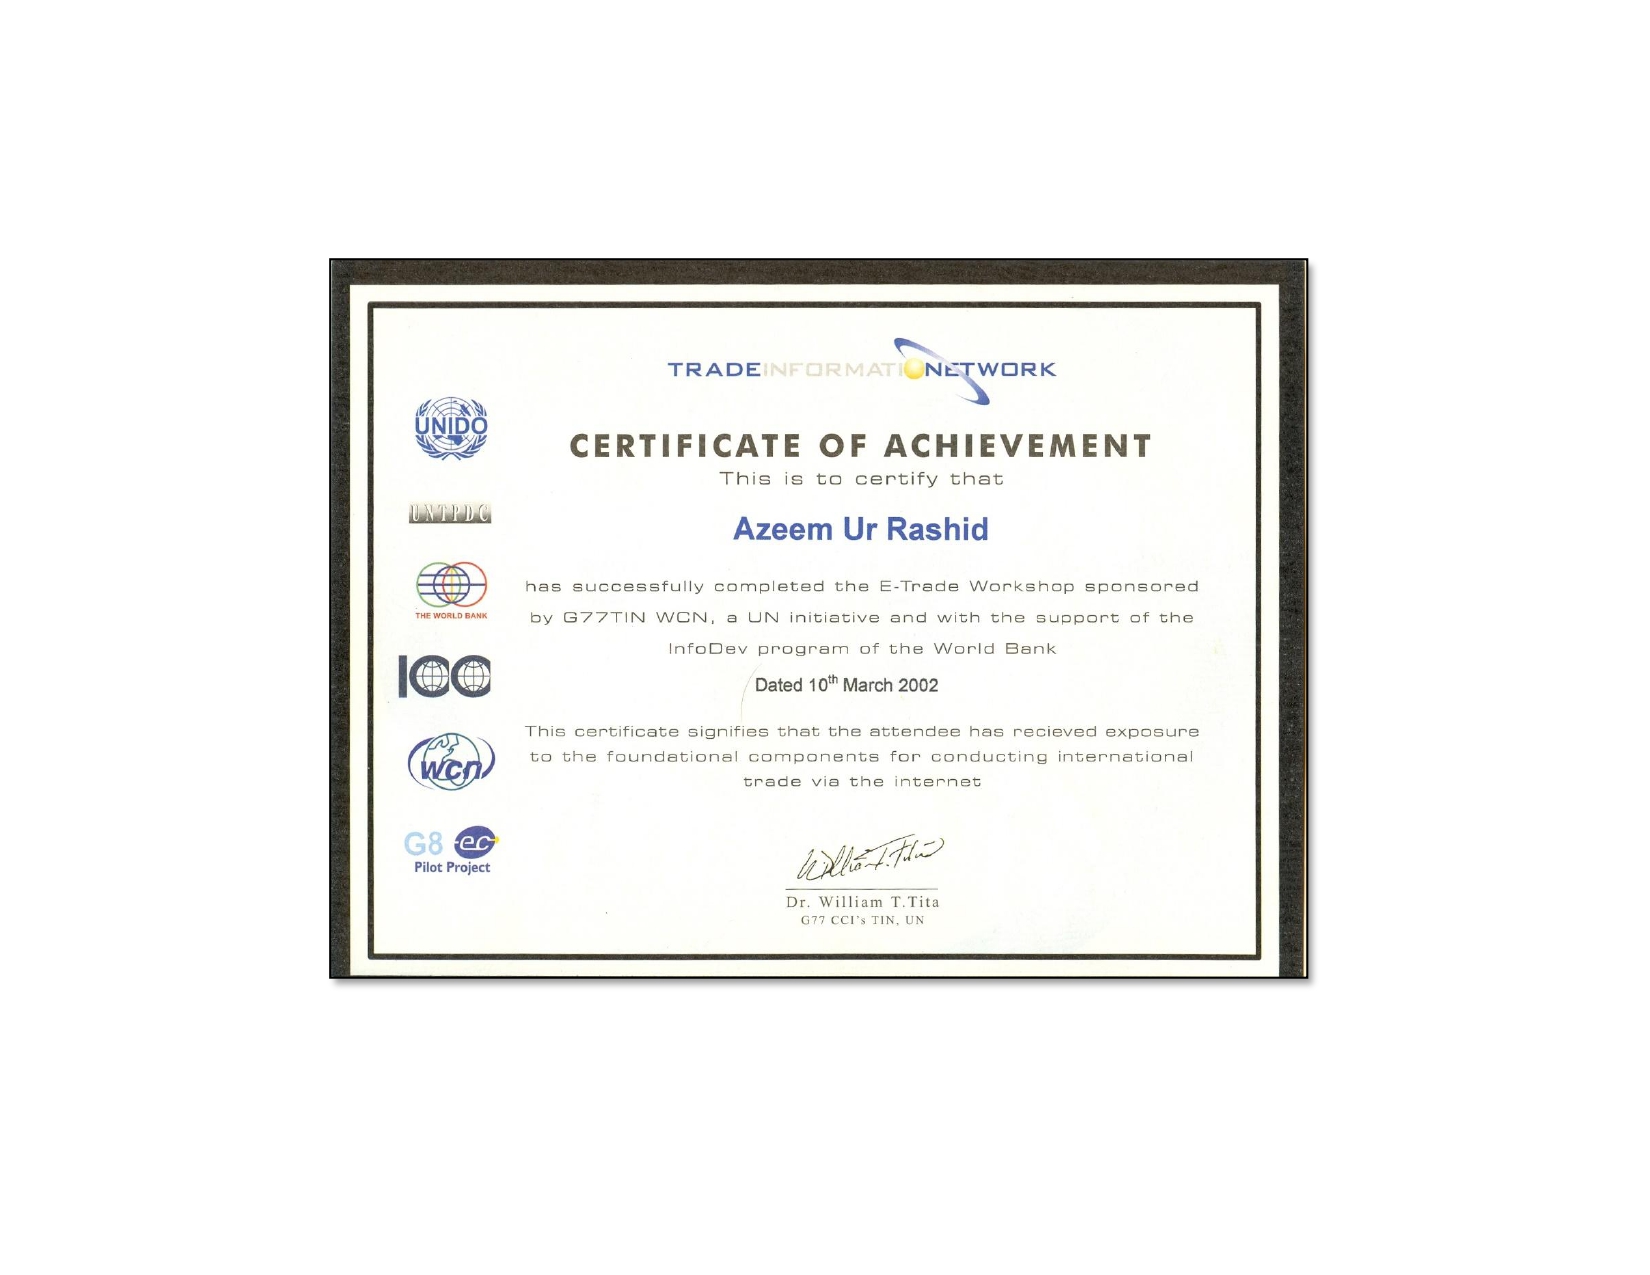 TRADEINFORMATIONETWORK
UNIDO
CERTIFICATE OF ACHIEVEMENT
This is to certify that
UNTPDC
Azeem Ur Rashid
THE WORLD BANK
has successfully completed the E-Trade Workshop sponsored
by G77TIN WCN, a UN initiative and with the support of the
InfoDev program of the World Bank
ICC
Dated 10th March 2002
This certificate signifies that the attendee has recieved exposure
to the foundational components for conducting international
trade via the internet
wcn
G8 ec
Pilot Project
William T. Tita
Dr. William T.Tita
G77 CCI's TIN, UN